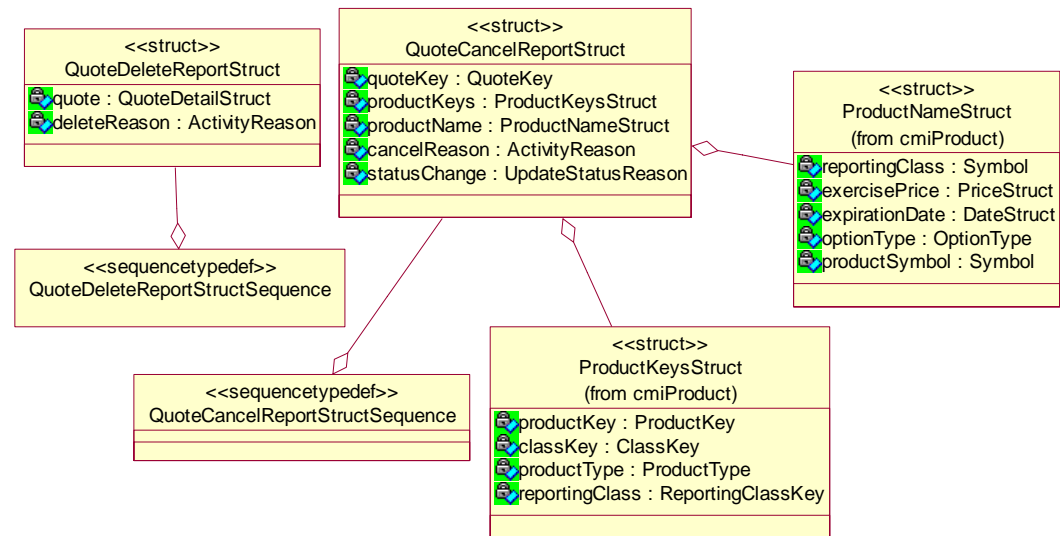 <<struct>>
QuoteDeleteReportStruct
quote : QuoteDetailStruct
deleteReason : ActivityReason
<<struct>>
QuoteCancelReportStruct
quoteKey : QuoteKey
productKeys : ProductKeysStruct
productName : ProductNameStruct
cancelReason : ActivityReason
statusChange : UpdateStatusReason
<<struct>>
ProductNameStruct
(from cmiProduct)
reportingClass : Symbol
exercisePrice : PriceStruct
expirationDate : DateStruct
optionType : OptionType
productSymbol : Symbol
<<sequencetypedef>>
QuoteDeleteReportStructSequence
<<sequencetypedef>>
QuoteCancelReportStructSequence
<<struct>>
ProductKeysStruct
(from cmiProduct)
productKey : ProductKey
classKey : ClassKey
productType : ProductType
reportingClass : ReportingClassKey